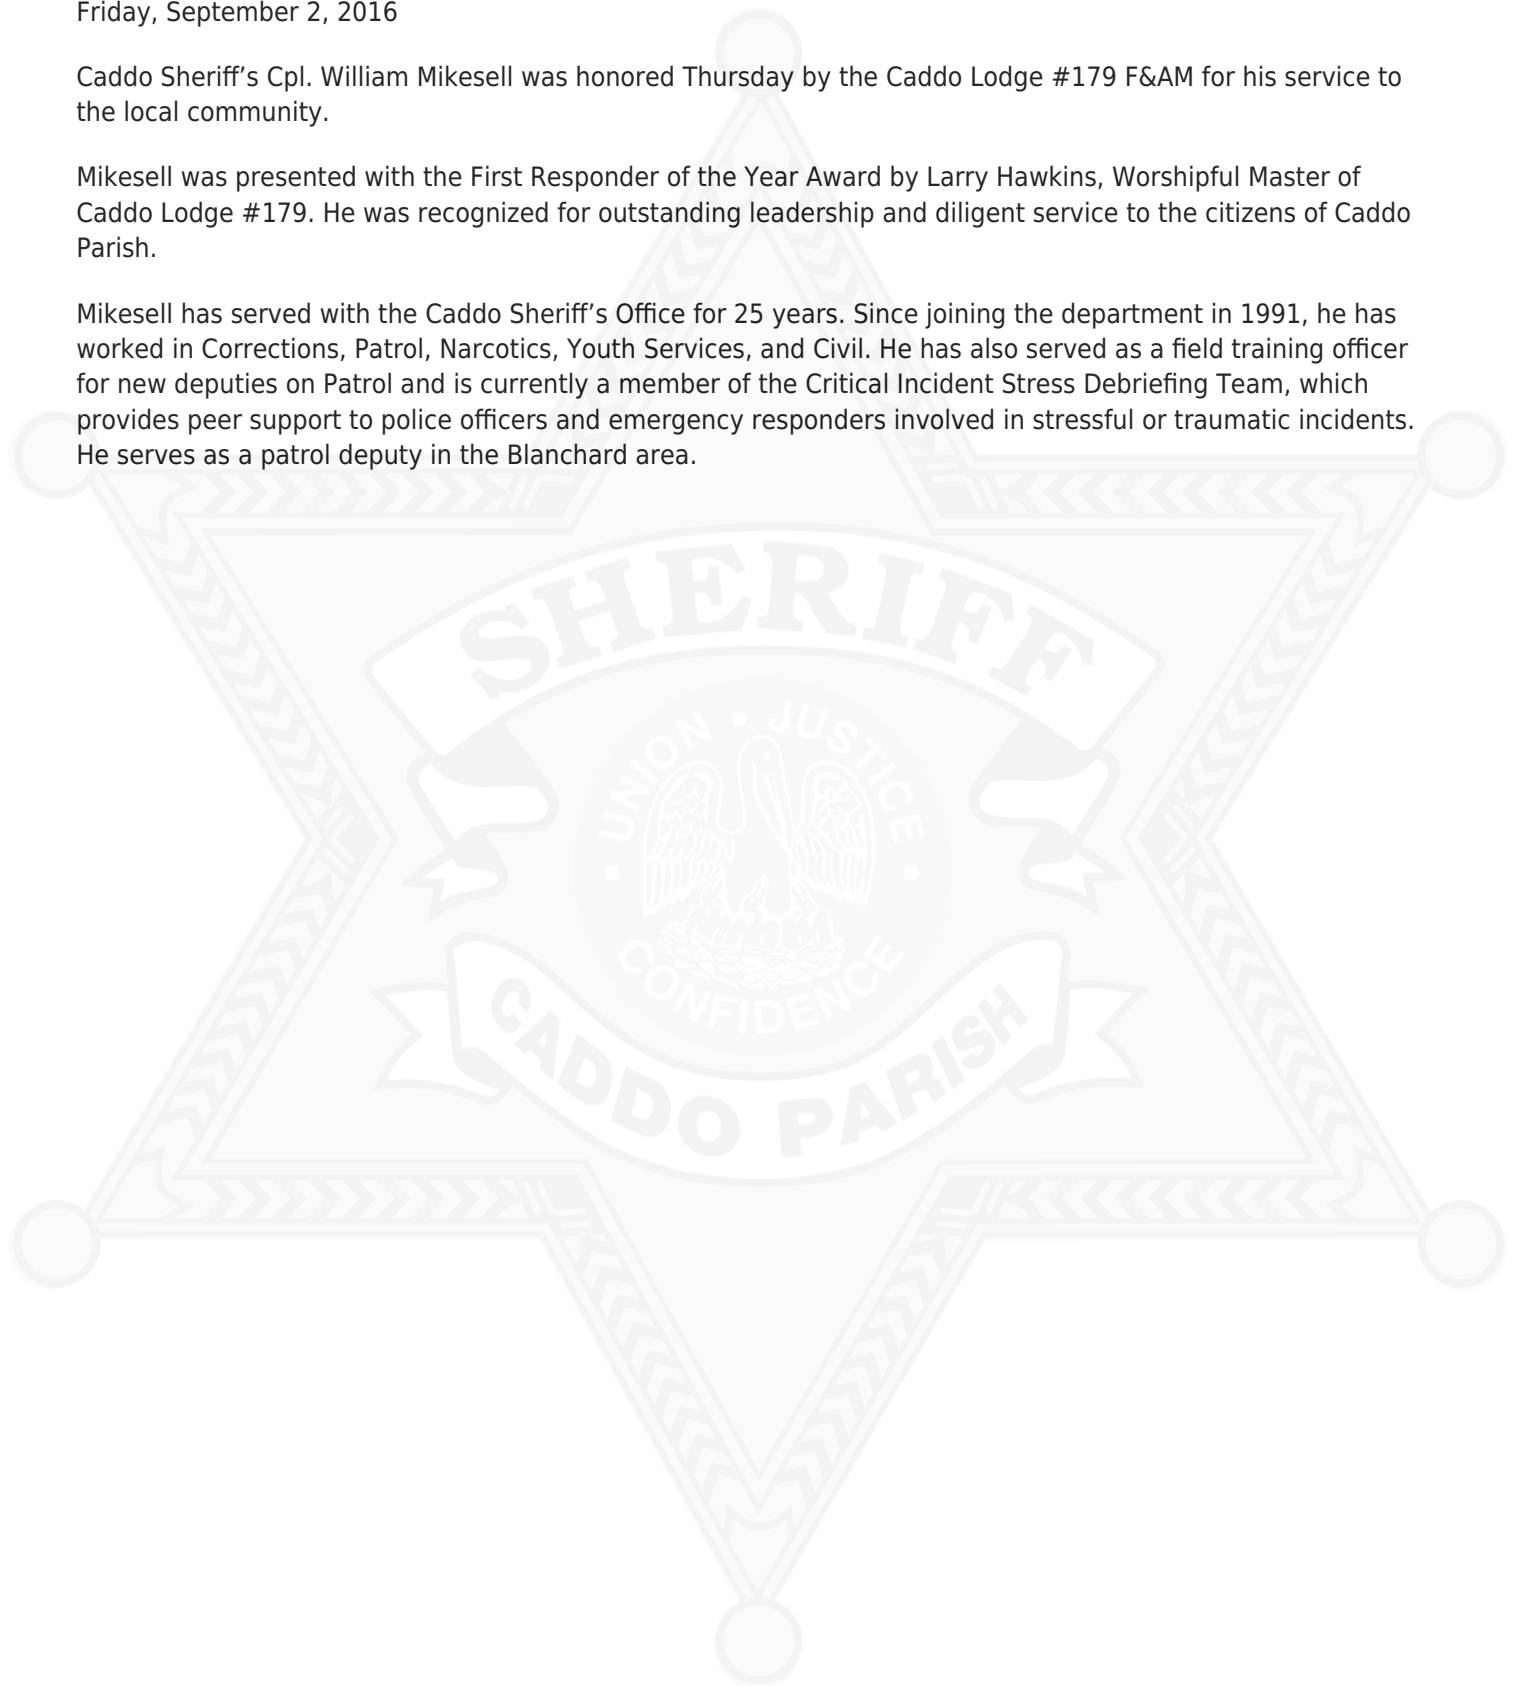 Friday, September 2, 2016
Caddo Sheriff’s Cpl. William Mikesell was honored Thursday by the Caddo Lodge #179 F&AM for his service to
the local community.
Mikesell was presented with the First Responder of the Year Award by Larry Hawkins, Worshipful Master of
Caddo Lodge #179. He was recognized for outstanding leadership and diligent service to the citizens of Caddo
Parish.
Mikesell has served with the Caddo Sheriff’s Office for 25 years. Since joining the department in 1991, he has
worked in Corrections, Patrol, Narcotics, Youth Services, and Civil. He has also served as a field training officer
for new deputies on Patrol and is currently a member of the Critical Incident Stress Debriefing Team, which
provides peer support to police officers and emergency responders involved in stressful or traumatic incidents.
He serves as a patrol deputy in the Blanchard area.
SHERIFF
UNION • JUSTICE
• CONFIDENCE •
CADDO PARISH